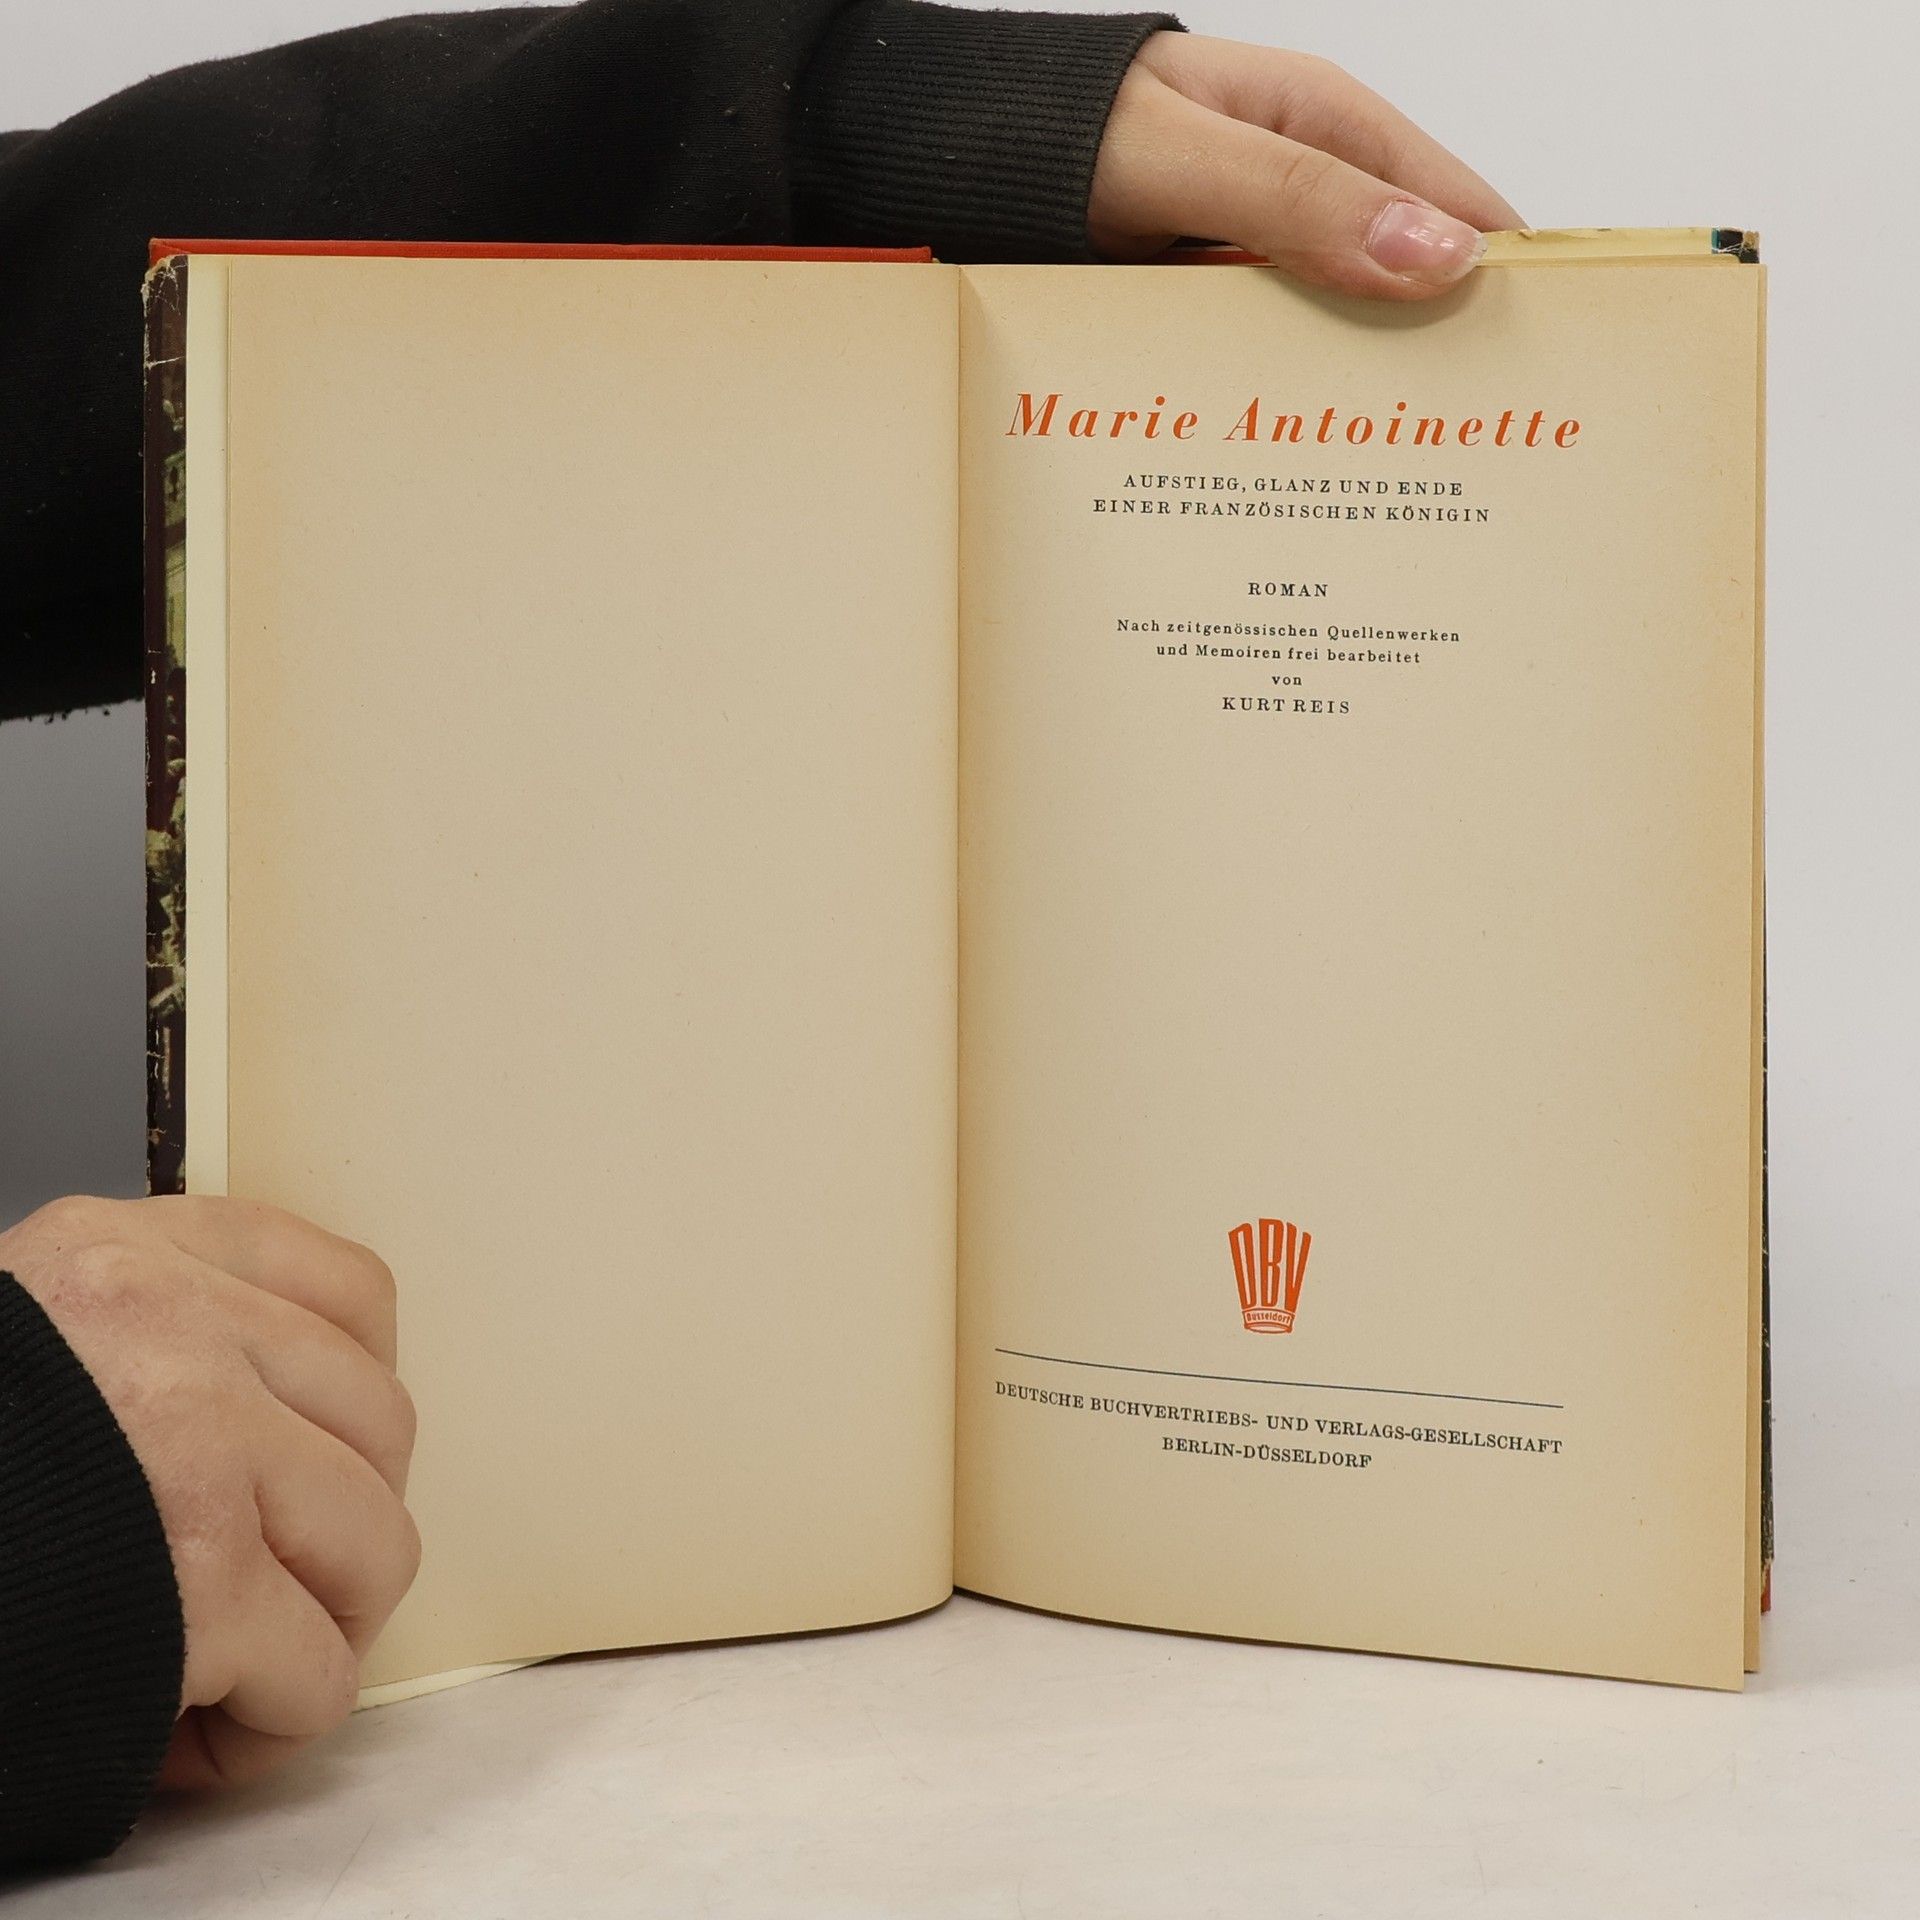 Marie Antoinette
AUFSTIEG, GLANZ UND ENDE
EINER FRANZÖSISCHEN KÖNIGIN
ROMAN
Nach zeitgenössischen Quellenwerken
und Memoiren frei bearbeitet
von
KURT REIS
DBV
Düsseldorf
DEUTSCHE BUCHVERTRIEBS- UND VERLAGS-GESELLSCHAFT
BERLIN-DÜSSELDORF